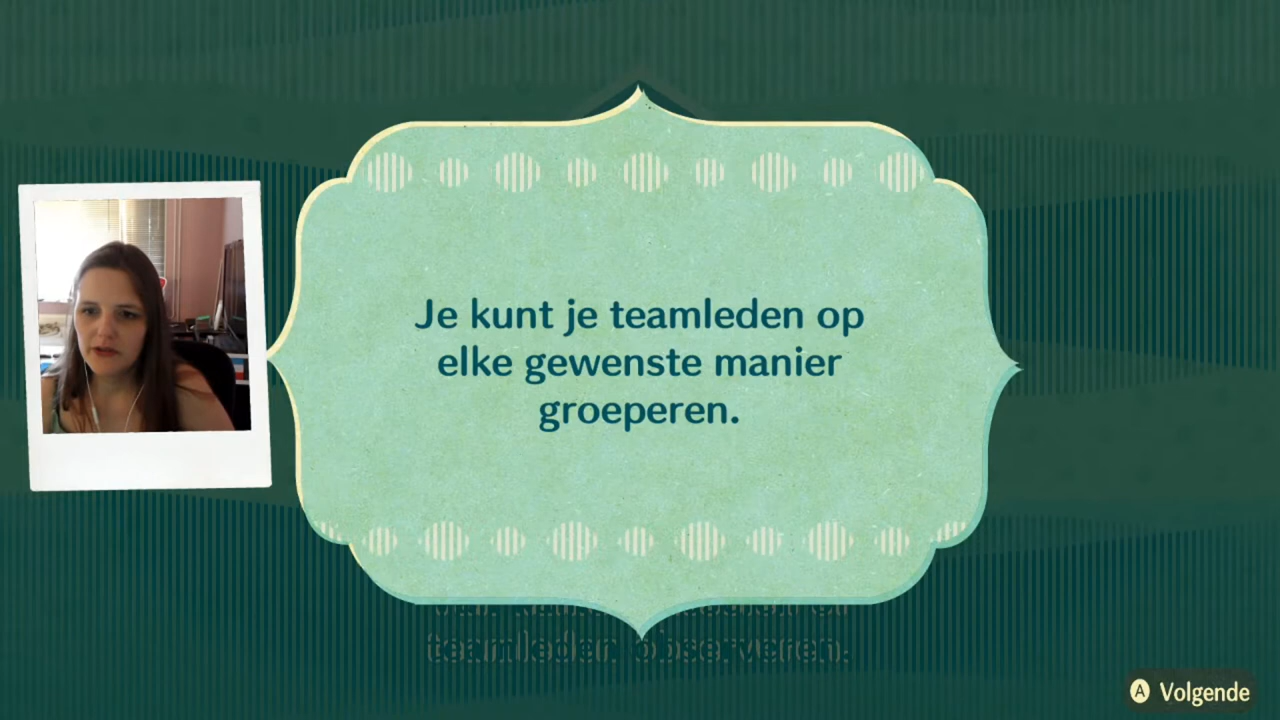 Je kunt je teamleden op
elke gewenste manier
groeperen.
teamleden observeren.
A Volgende